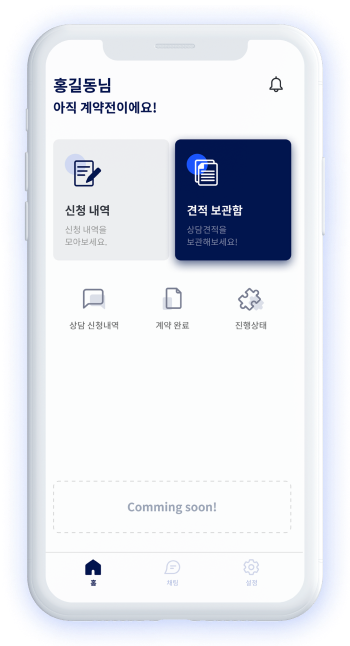 홍길동님
아직 계약전이에요!
신청 내역
신청 내역을
모아보세요.
견적 보관함
상담견적을
보관해보세요!
상담 신청내역
계약 완료
진행상태
Comming soon!
홈
채팅
설정